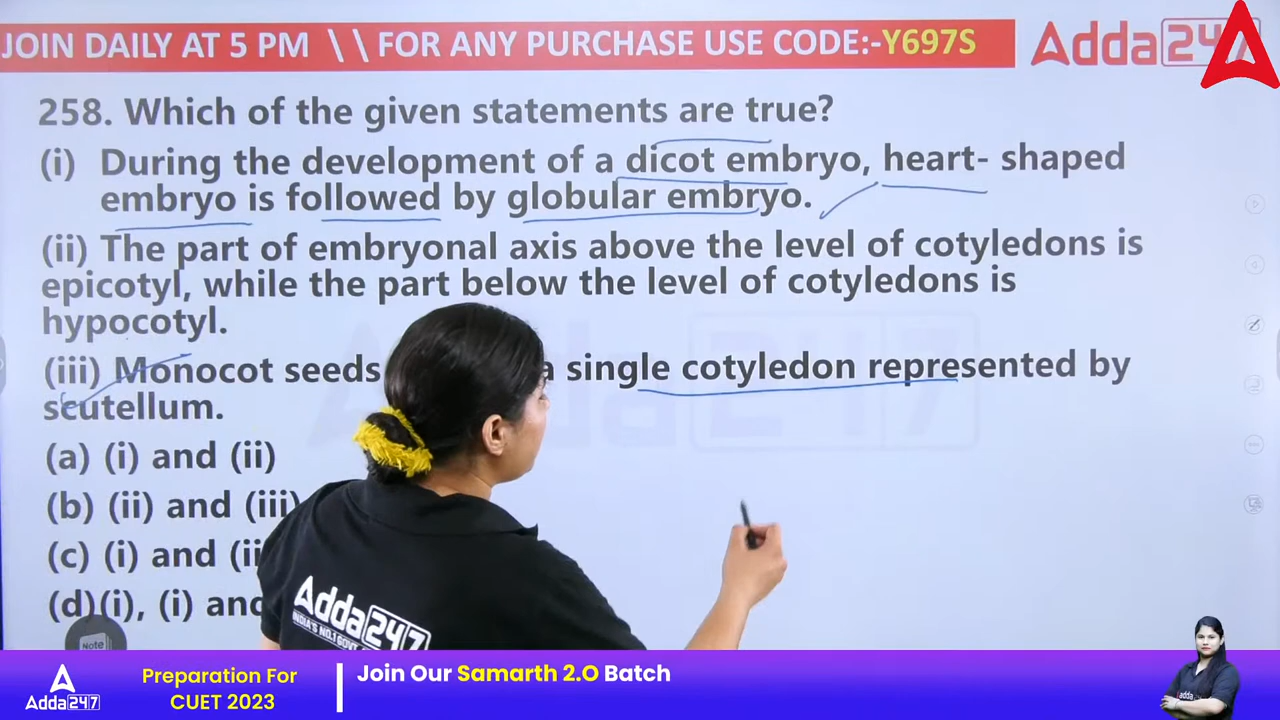 JOIN DAILY AT 5 PM \\ FOR ANY PURCHASE USE CODE:-Y697S
Adda247
258. Which of the given statements are true?
(i) During the development of a dicot embryo, heart- shaped
embryo is followed by globular embryo.
(ii) The part of embryonal axis above the level of cotyledons is
epicotyl, while the part below the level of cotyledons is
hypocotyl.
(iii) Monocot seeds a single cotyledon represented by
scutellum.
(a) (i) and (ii)
(b) (ii) and (iii)
(c) (i) and (ii
(d)(i), (i) and
Adda247
Note
Adda247
Preparation For
CUET 2023
Join Our Samarth 2.O Batch